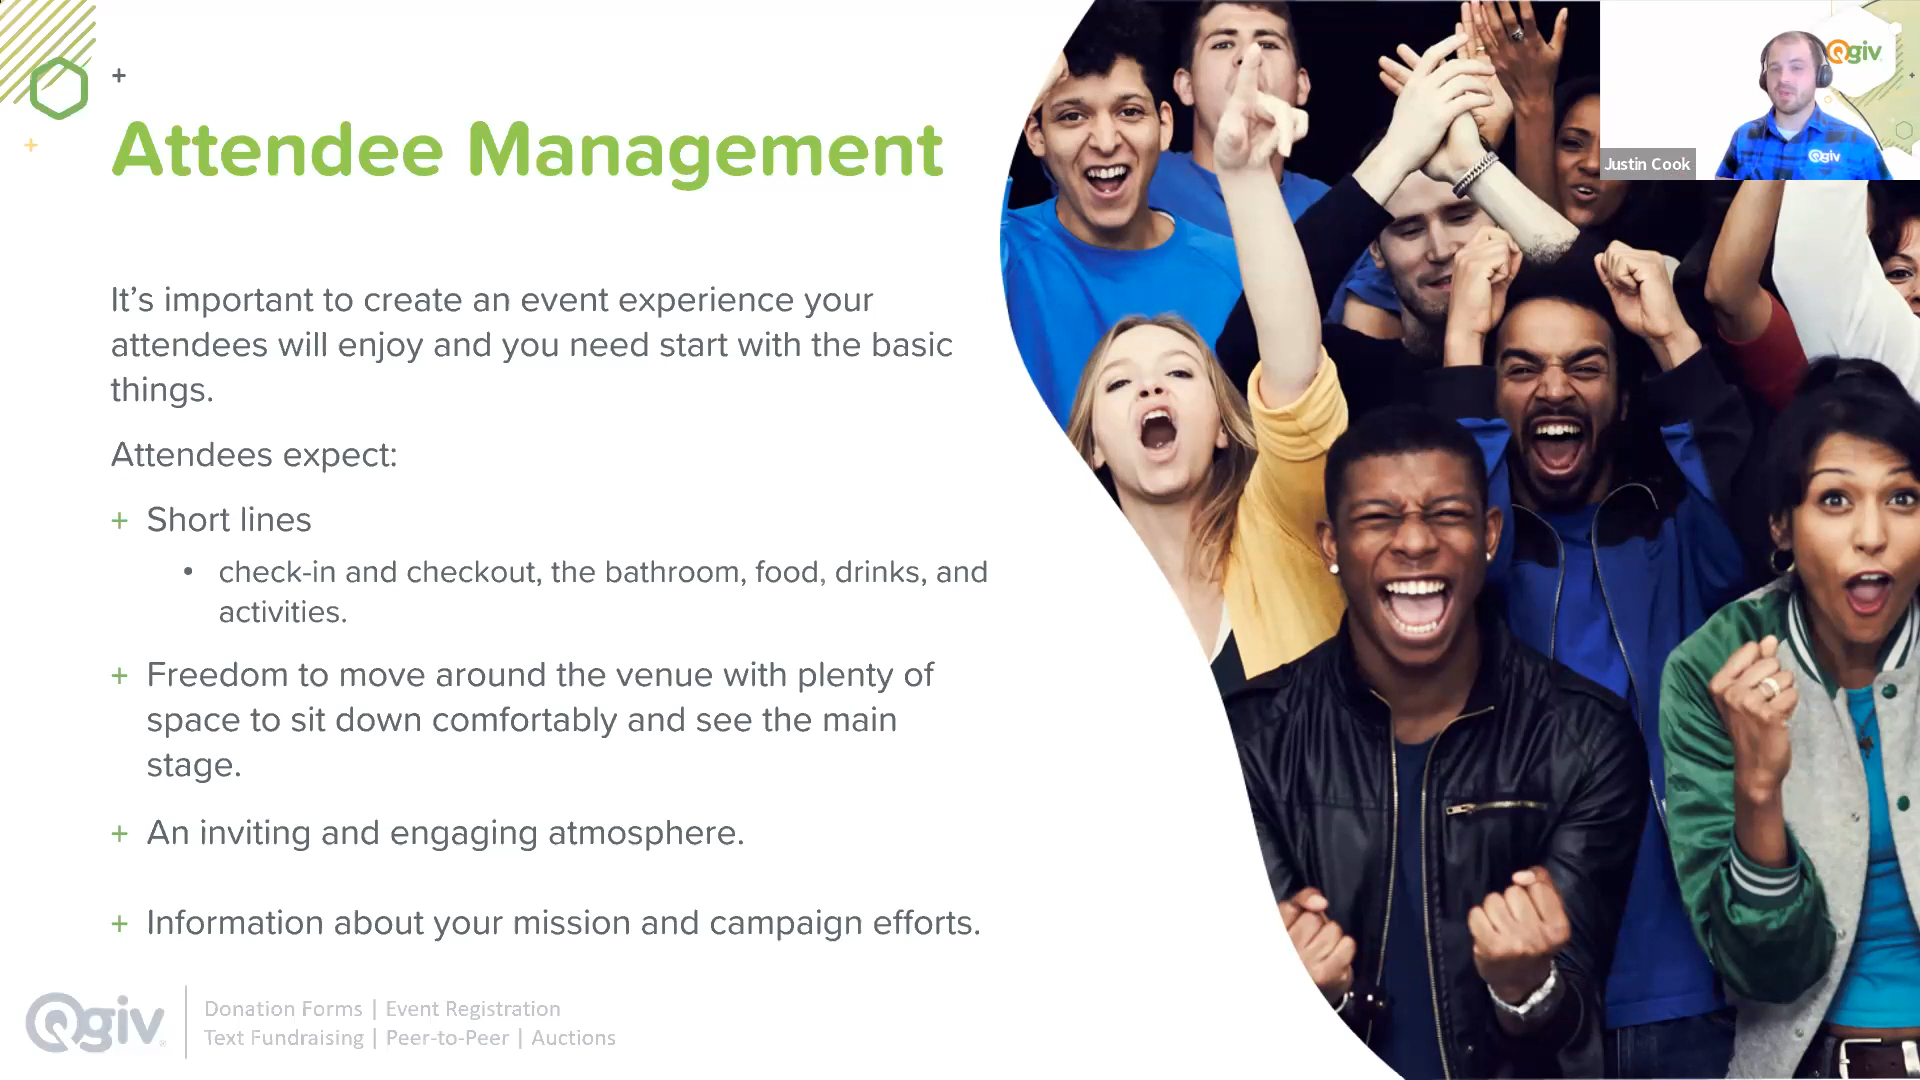 Attendee Management
It’s important to create an event experience your
attendees will enjoy and you need start with the basic
things.
Attendees expect:
+ Short lines
• check-in and checkout, the bathroom, food, drinks, and
activities.
+ Freedom to move around the venue with plenty of
space to sit down comfortably and see the main
stage.
+ An inviting and engaging atmosphere.
+ Information about your mission and campaign efforts.
Qgiv
Donation Forms | Event Registration
Text Fundraising | Peer-to-Peer | Auctions
Qgiv
Qgiv
Justin Cook